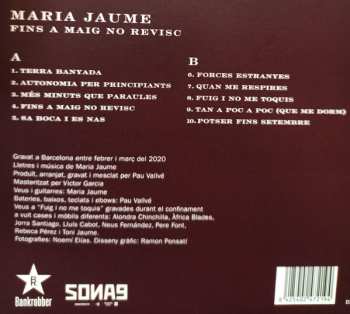 MARIA JAUME
FINS A MAIG NO REVISC
A
1. TERRA BANYADA
2. AUTONOMIA PER PRINCIPIANTS
3. MÉS MINUTS QUE PARAULES
4. FINS A MAIG NO REVISC
5. SA BOCA I ES NAS
B
6. FORCES ESTRANYES
7. QUAN ME RESPIRES
8. FUIG I NO ME TOQUIS
9. TAN A POC A POC (QUE ME DORM)
10. POTSER FINS SETEMBRE
Gravat a Barcelona entre febrer i març del 2020
Lletres i música de Maria Jaume
Produït, arranjat, gravat i mesclat per Pau Vallvé
Masteritzat per Victor Garcia
Veus i guitarres: Maria Jaume
Bateries, baixos, teclats i ebows: Pau Vallvé
Veus a "Fuig i no me toquis" gravades durant el confinament
a vuit cases i mòbils diferents: Alondra Chinchilla, Àfrica Blades,
Jorra Santiago, Lluís Cabot, Neus Fernández, Pere Font,
Rebeca Pérez i Toni Jaume.
Fotografies: Noemí Elias. Disseny gràfic: Ramon Ponsatí
BR
Bankrobber
SONA9